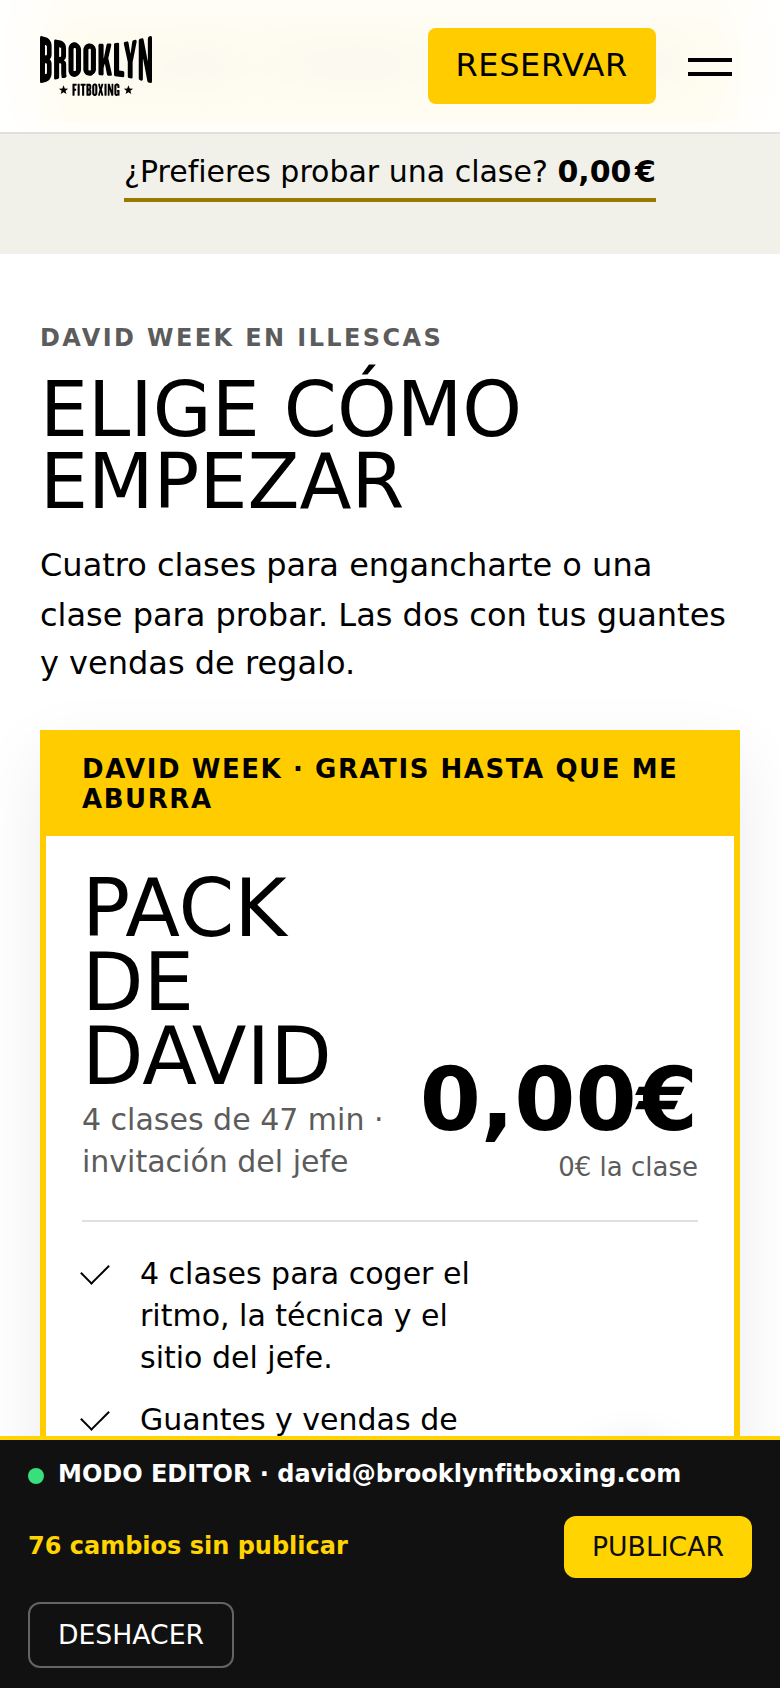 BROOKLYN
★ FITBOXING ★
RESERVAR
¿Prefieres probar una clase? 0,00 €
DAVID WEEK EN ILLESCAS
ELIGE CÓMO
EMPEZAR
Cuatro clases para engancharte o una
clase para probar. Las dos con tus guantes
y vendas de regalo.
DAVID WEEK · GRATIS HASTA QUE ME
ABURRA
PACK
DE
DAVID
4 clases de 47 min ·
invitación del jefe
0,00€
0€ la clase
4 clases para coger el
ritmo, la técnica y el
sitio del jefe.
Guantes y vendas de
MODO EDITOR · david@brooklynfitboxing.com
76 cambios sin publicar
PUBLICAR
DESHACER